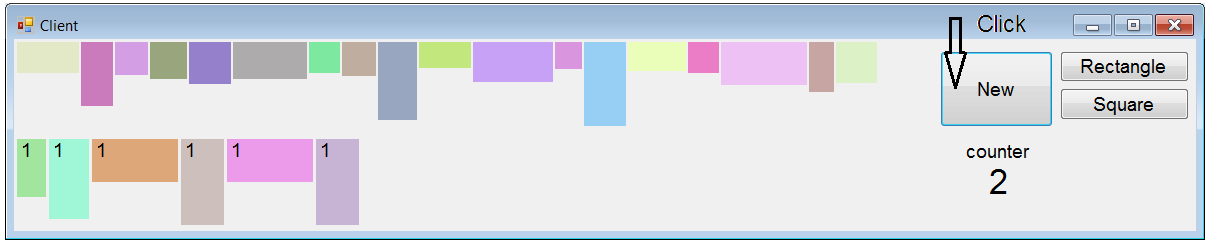 Client
Click
New
Rectangle
Square
counter
2
1 1 1 1 1 1